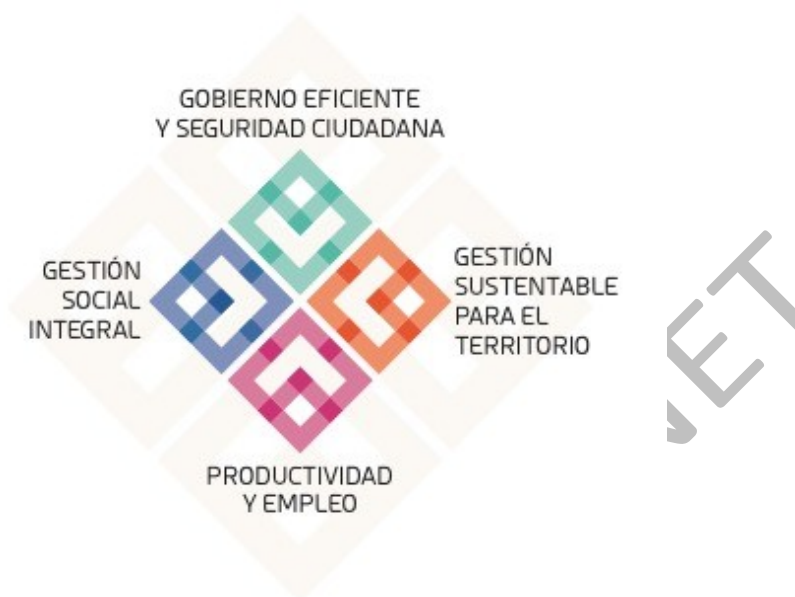 GOBIERNO EFICIENTE
Y SEGURIDAD CIUDADANA
GESTIÓN
SOCIAL
INTEGRAL
GESTIÓN
SUSTENTABLE
PARA EL
TERRITORIO
PRODUCTIVIDAD
Y EMPLEO